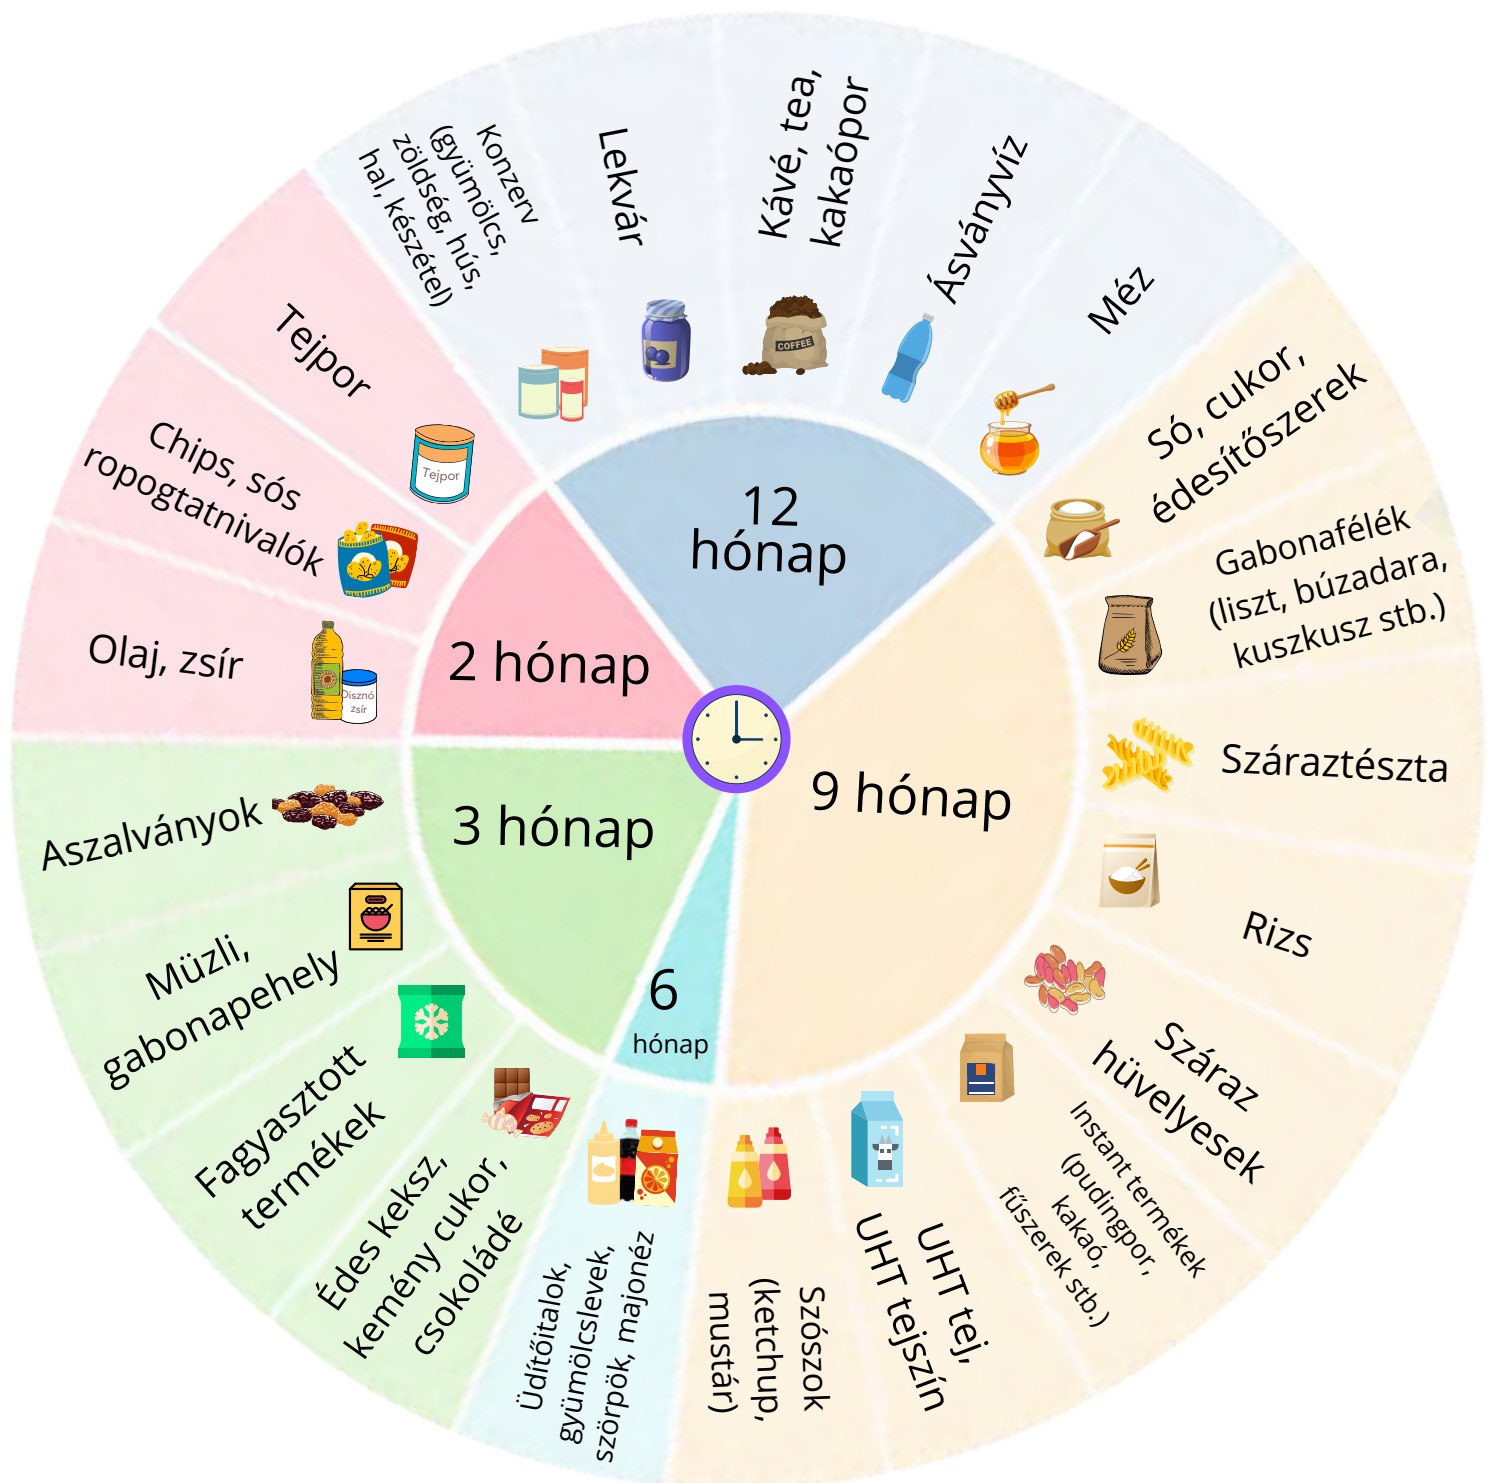 12
hónap
Konzerv
(gyümölcs,
zöldség, hús,
hal, készétel)
Lekvár
Kávé, tea,
kakaópor
COFFEE
Ásványvíz
Méz
9 hónap
Só, cukor,
édesítőszerek
Gabonafélék
(liszt, búzadara,
kuszkusz stb.)
Száraztészta
Rizs
Száraz
hüvelyesek
Instant termékek
(pudingpor,
kakaó,
fűszerek stb.)
UHT tej,
UHT tejszín
Szószok
(ketchup,
mustár)
6
hónap
Üdítőitalok,
gyümölcslevek,
szörpök, majonéz
3 hónap
Édes keksz,
kemény cukor,
csokoládé
Fagyasztott
termékek
Müzli,
gabonapehely
Aszalványok
2 hónap
Olaj, zsír
Disznó
zsír
Chips, sós
ropogtatnivalók
Tejpor
Tejpor